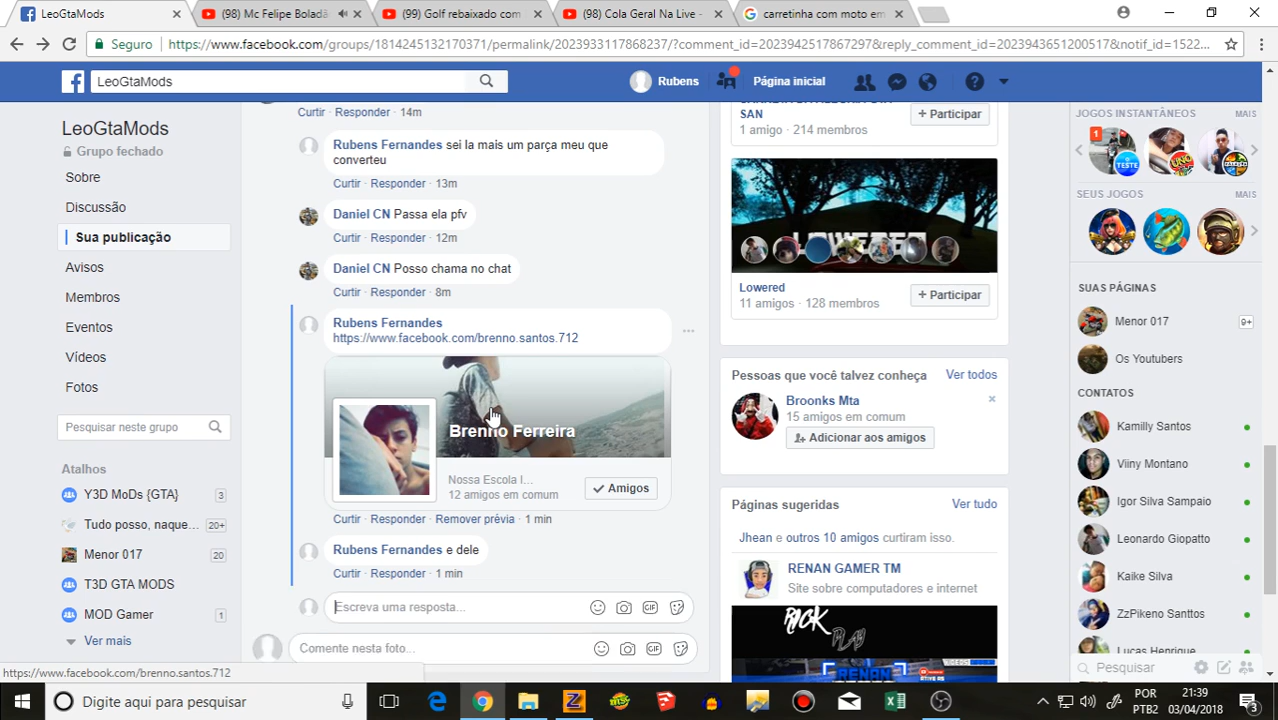 LeoGtaMods
(98) Mc Felipe Boladã
(99) Golf rebaixado com
(98) Cola Geral Na Live -
carretinha com moto em
Seguro
https://www.facebook.com/groups/1814245132170371/permalink/2023933117868237/?comment_id=2023942517867297&reply_comment_id=2023943651200517&notif_id=1522...
LeoGtaMods
Rubens
Página inicial
LeoGtaMods
Grupo fechado
Sobre
Discussão
Sua publicação
Avisos
Membros
Eventos
Vídeos
Fotos
Pesquisar neste grupo
Atalhos
Y3D MoDs {GTA} 3
Tudo posso, naque... 20+
Menor 017 20
T3D GTA MODS
MOD Gamer 1
Ver mais
https://www.facebook.com/brenno.santos.712
Curtir · Responder · 14m
Rubens Fernandes sei la mais um parça meu que
converteu
Curtir · Responder · 13m
Daniel CN Passa ela pfv
Curtir · Responder · 12m
Daniel CN Posso chama no chat
Curtir · Responder · 8m
Rubens Fernandes
https://www.facebook.com/brenno.santos.712
Brenno Ferreira
Nossa Escola I...
12 amigos em comum
Amigos
Curtir · Responder · Remover prévia · 1 min
Rubens Fernandes e dele
Curtir · Responder · 1 min
Escreva uma resposta...
GIF
Comente nesta foto...
GIF
SAN
1 amigo · 214 membros
+ Participar
LOWERED
Lowered
11 amigos · 128 membros
+ Participar
Pessoas que você talvez conheça
Ver todos
Broonks Mta
15 amigos em comum
Adicionar aos amigos
Páginas sugeridas
Ver tudo
Jhean e outros 10 amigos curtiram isso.
RENAN GAMER TM
Site sobre computadores e internet
RICK
PLAY
RENAN
JOGOS INSTANTÂNEOS
MAIS
1
TESTE
UNO
SEUS JOGOS
MAIS
SUAS PÁGINAS
Menor 017 9+
Os Youtubers
CONTATOS
Kamilly Santos
Viiny Montano
Igor Silva Sampaio
Leonardo Giopatto
Kaike Silva
ZzPikeno Santtos
Lucas Henrique
Pesquisar
Digite aqui para pesquisar
POR
PTB2
21:39
03/04/2018
3